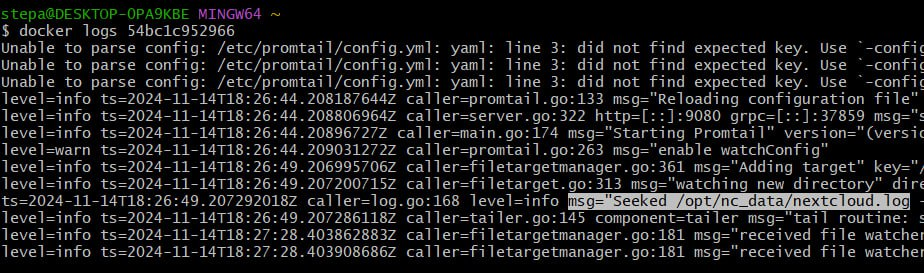 stepa@DESKTOP-OPA9KBE MINGW64 ~
$ docker logs 54bc1c952966
Unable to parse config: /etc/promtail/config.yml: yaml: line 3: did not find expected key. Use `-config
Unable to parse config: /etc/promtail/config.yml: yaml: line 3: did not find expected key. Use `-config
Unable to parse config: /etc/promtail/config.yml: yaml: line 3: did not find expected key. Use `-config
level=info ts=2024-11-14T18:26:44.208187644Z caller=promtail.go:133 msg="Reloading configuration file"
level=info ts=2024-11-14T18:26:44.208806964Z caller=server.go:322 http=[::]:9080 grpc=[::]:37859 msg="s
level=info ts=2024-11-14T18:26:44.20896727Z caller=main.go:174 msg="Starting Promtail" version="(versio
level=warn ts=2024-11-14T18:26:44.209031272Z caller=promtail.go:263 msg="enable watchConfig"
level=info ts=2024-11-14T18:26:49.206995706Z caller=filetargetmanager.go:361 msg="Adding target" key="/
level=info ts=2024-11-14T18:26:49.207200715Z caller=filetarget.go:313 msg="watching new directory" dire
ts=2024-11-14T18:26:49.207292018Z caller=log.go:168 level=info msg="Seeked /opt/nc_data/nextcloud.log -
level=info ts=2024-11-14T18:26:49.207286118Z caller=tailer.go:145 component=tailer msg="tail routine: s
level=info ts=2024-11-14T18:27:28.403862883Z caller=filetargetmanager.go:181 msg="received file watcher
level=info ts=2024-11-14T18:27:28.403908686Z caller=filetargetmanager.go:181 msg="received file watcher